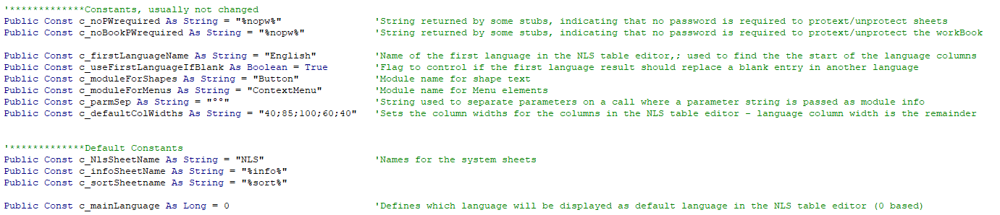 '*************Constants, usually not changed
Public Const c_noPWrequired As String = "%nopw%" 'String returned by some stubs, indicating that no password is required to protext/unprotect sheets
Public Const c_noBookPWrequired As String = "%nopw%" 'String returned by some stubs, indicating that no password is required to protext/unprotect the workBook
Public Const c_firstLanguageName As String = "English" 'Name of the first language in the NLS table editor,; used to find the the start of the language columns
Public Const c_useFirstLanguageIfBlank As Boolean = True 'Flag to control if the first language result should replace a blank entry in another language
Public Const c_moduleForShapes As String = "Button" 'Module name for shape text
Public Const c_moduleForMenus As String = "ContextMenu" 'Module name for Menu elements
Public Const c_parmSep As String = "°°" 'String used to separate parameters on a call where a parameter string is passed as module info
Public Const c_defaultColWidths As String = "40;85;100;60;40" 'Sets the column widths for the columns in the NLS table editor - language column width is the remainder
'*************Default Constants
Public Const c_NlsSheetName As String = "NLS" 'Names for the system sheets
Public Const c_infoSheetName As String = "%info%"
Public Const c_sortSheetname As String = "%sort%"
Public Const c_mainLanguage As Long = 0 'Defines which language will be displayed as default language in the NLS table editor (0 based)